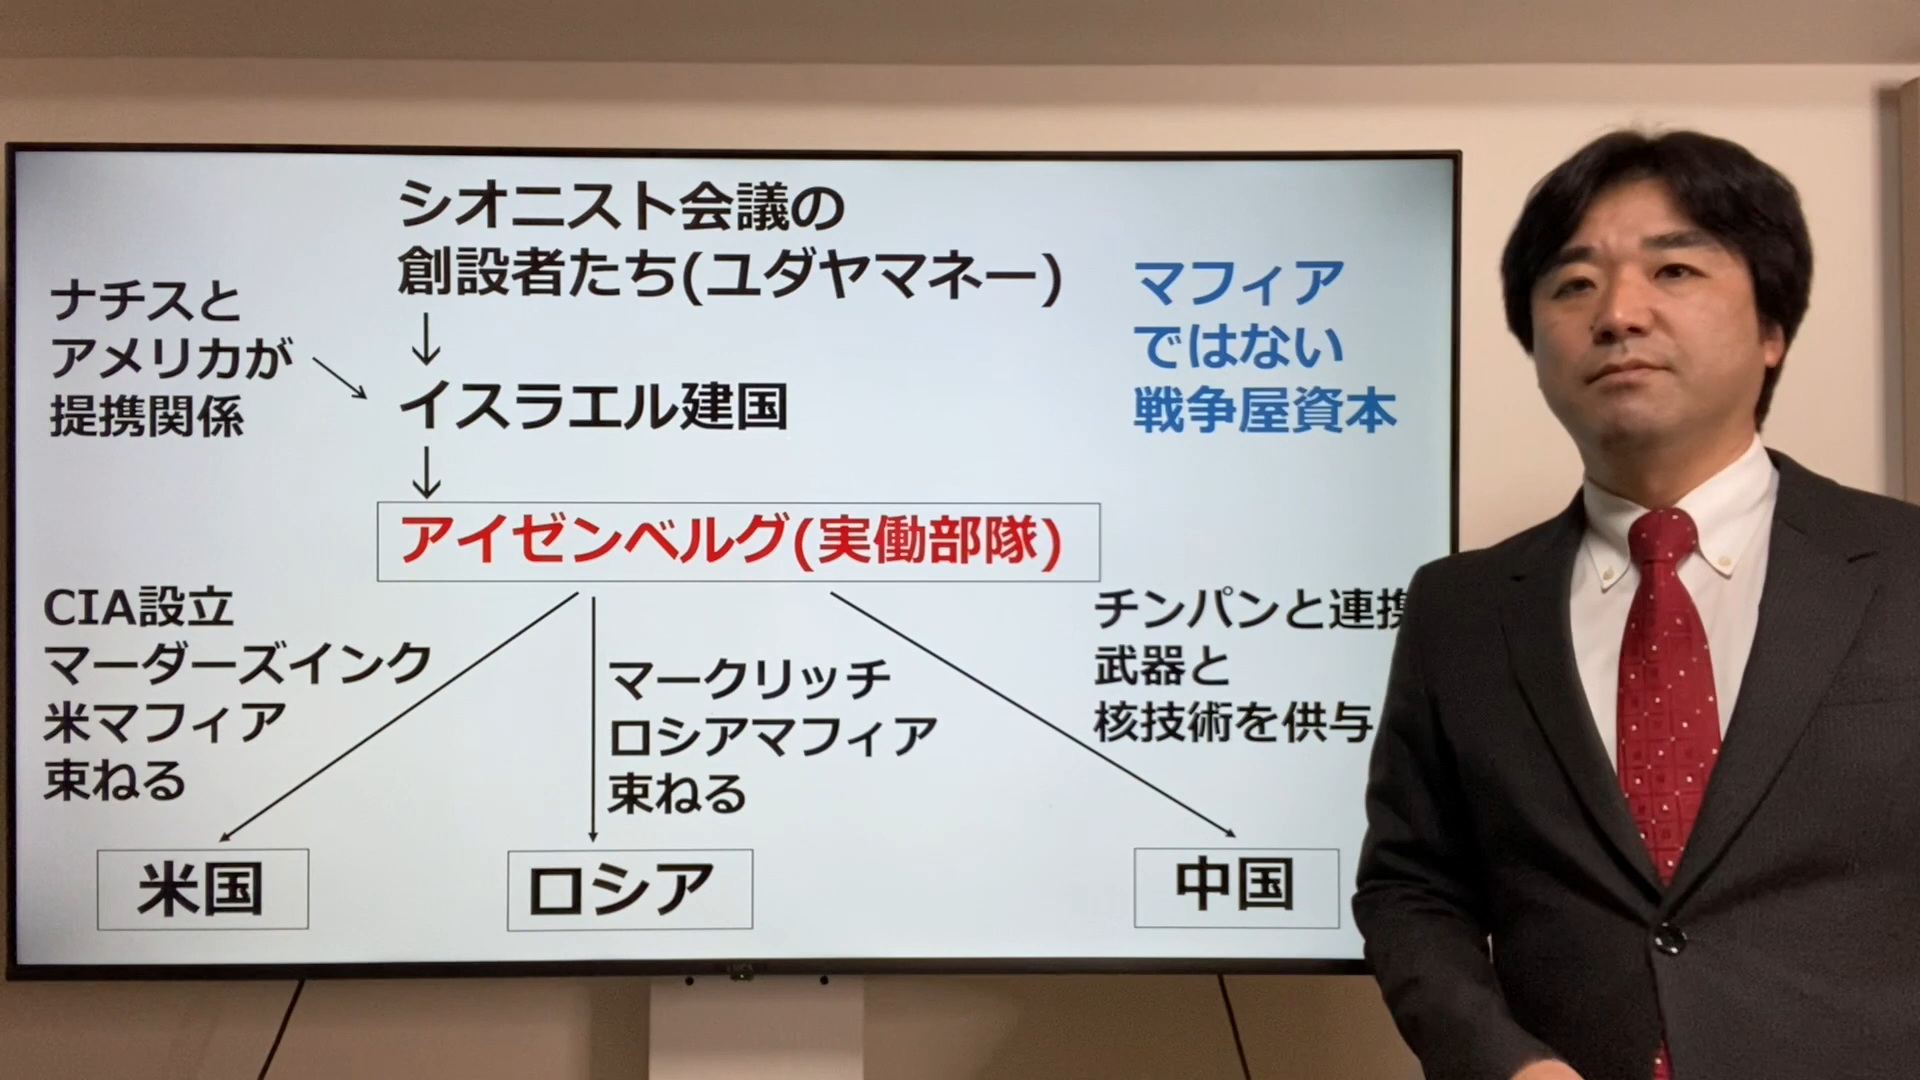 シオニスト会議の
創設者たち(ユダヤマネー)
ナチスと
アメリカが
提携関係
マフィア
ではない
戦争屋資本
イスラエル建国
アイゼンベルグ(実働部隊)
CIA設立
マーダーズインク
米マフィア
束ねる
マークリッチ
ロシアマフィア
束ねる
チンパンと連携
武器と
核技術を供与
米国
ロシア
中国